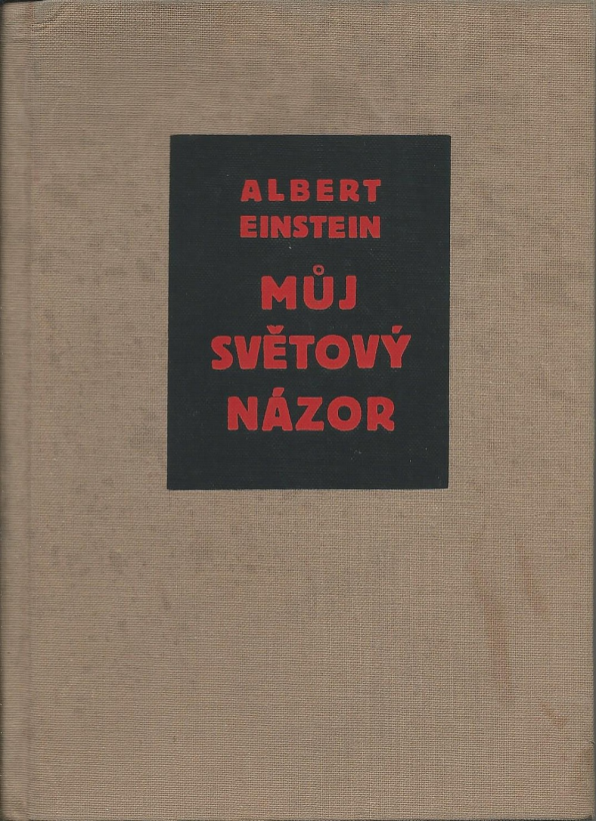 ALBERT
EINSTEIN
MŮJ
SVĚTOVÝ
NÁZOR